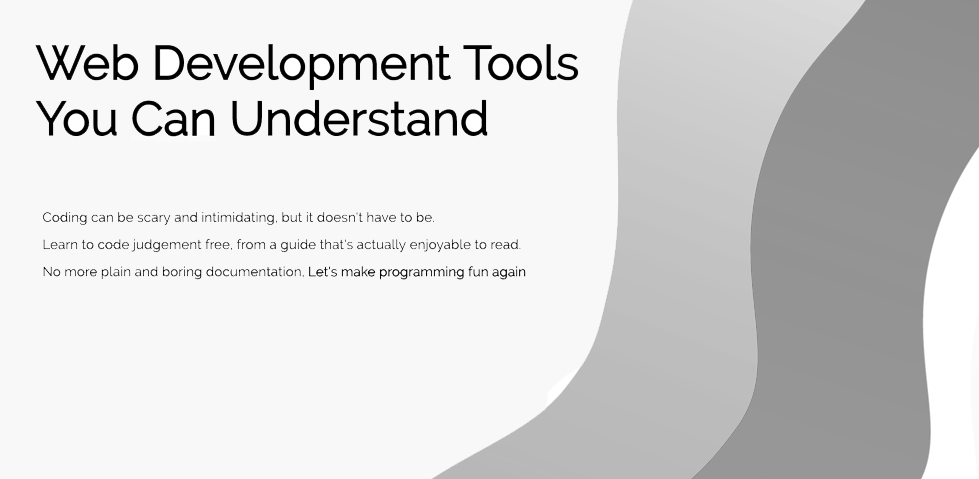 Web Development Tools
You Can Understand
Coding can be scary and intimidating, but it doesn't have to be.
Learn to code judgement free, from a guide that's actually enjoyable to read.
No more plain and boring documentation, Let's make programming fun again